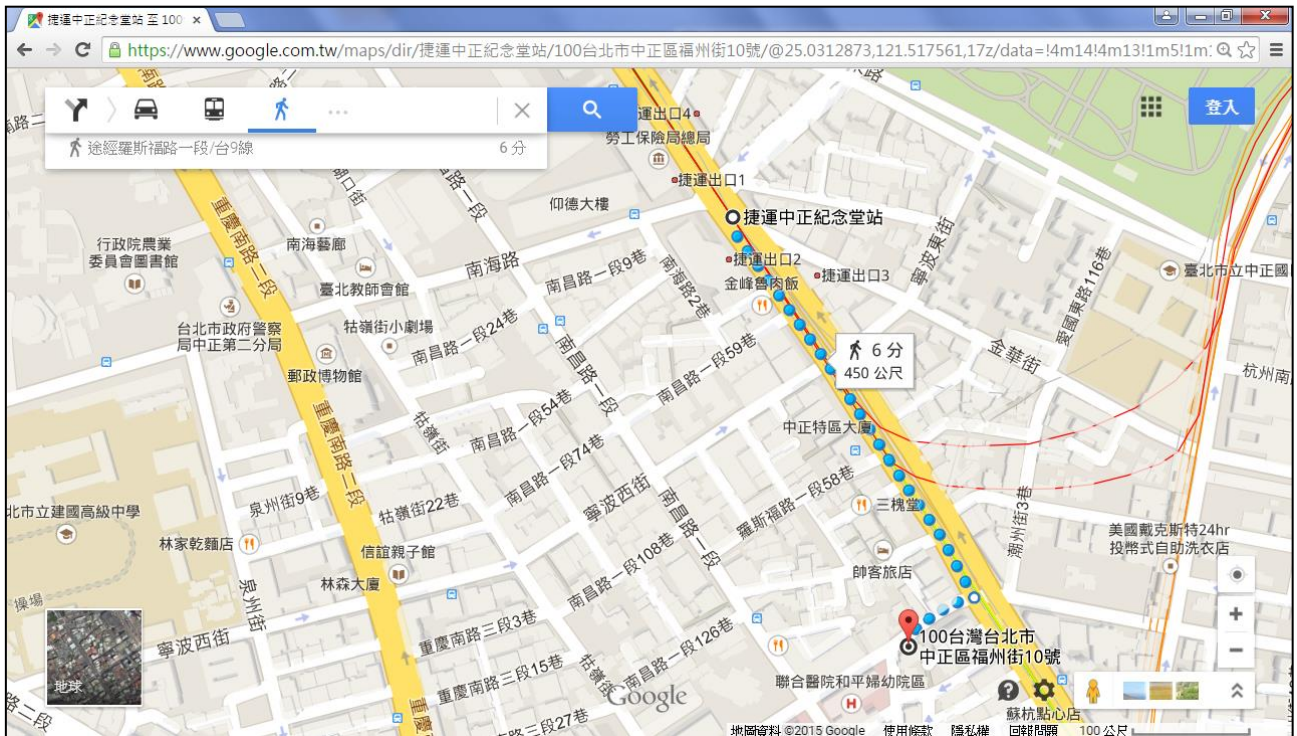 捷運中正紀念堂站 至 100
https://www.google.com.tw/maps/dir/捷運中正紀念堂站/100台北市中正區福州街10號/@25.0312873,121.517561,17z/data=!4m14!4m13!1m5!1m
登入
途經羅斯福路一段/台9線
6 分
捷運出口4
勞工保險局總局
捷運出口1
仰德大樓
捷運中正紀念堂站
行政院農業
委員會圖書館
南海藝廊
重慶南路二段
南海路
南昌路一段9巷
南海路2巷
捷運出口2
捷運出口3
金峰魯肉飯
寧波東街
愛國東路116巷
臺北市立中正國
臺北教師會館
台北市政府警察
局中正第二分局
牯嶺街小劇場
南昌路一段24巷
南昌路一段
南昌路一段59巷
6 分
450 公尺
金華街
杭州南
郵政博物館
重慶南路二段
牯嶺街
南昌路一段54巷
南昌路一段74巷
中正特區大廈
泉州街9巷
牯嶺街22巷
寧波西街
南昌路一段
羅斯福路一段58巷
三槐堂
潮州街3巷
美國戴克斯特24hr
投幣式自助洗衣店
北市立建國高級中學
林家乾麵店
信誼親子館
林森大廈
南昌路一段108巷
帥客旅店
操場
泉州街
寧波西街
重慶南路三段3巷
南昌路一段126巷
100台灣台北市
中正區福州街10號
地球
重慶南路三段15巷
牯嶺街
聯合醫院和平婦幼院區
Google
路三段27巷
蘇杭點心店
地圖資料 ©2015 Google 使用條款 隱私權 回報問題 100 公尺